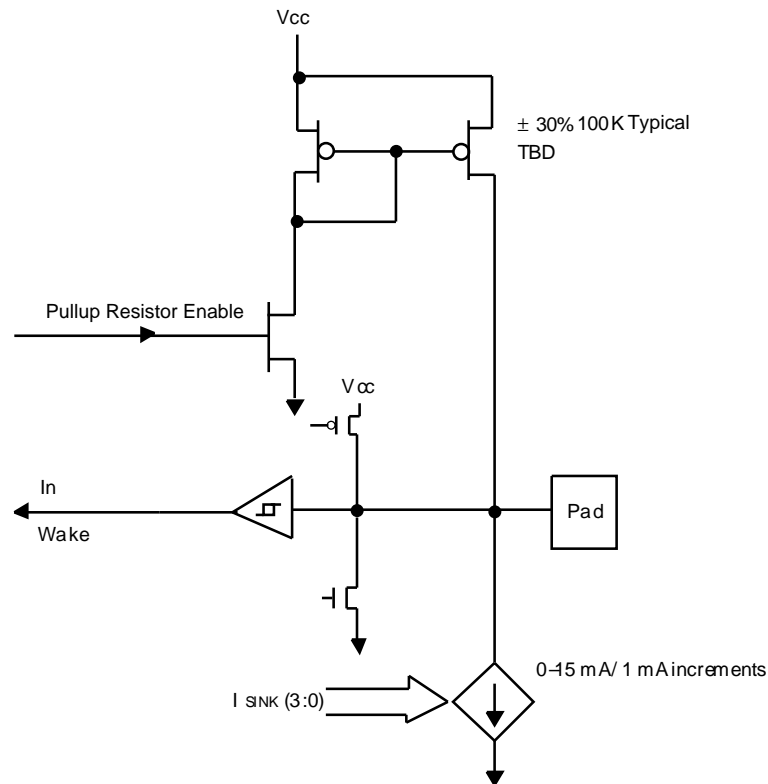 Vcc
± 30% 100K Typical
TBD
Pullup Resistor Enable
Vcc
In
Wake
Pad
0–15 mA/ 1 mA increments
I SINK (3:0)